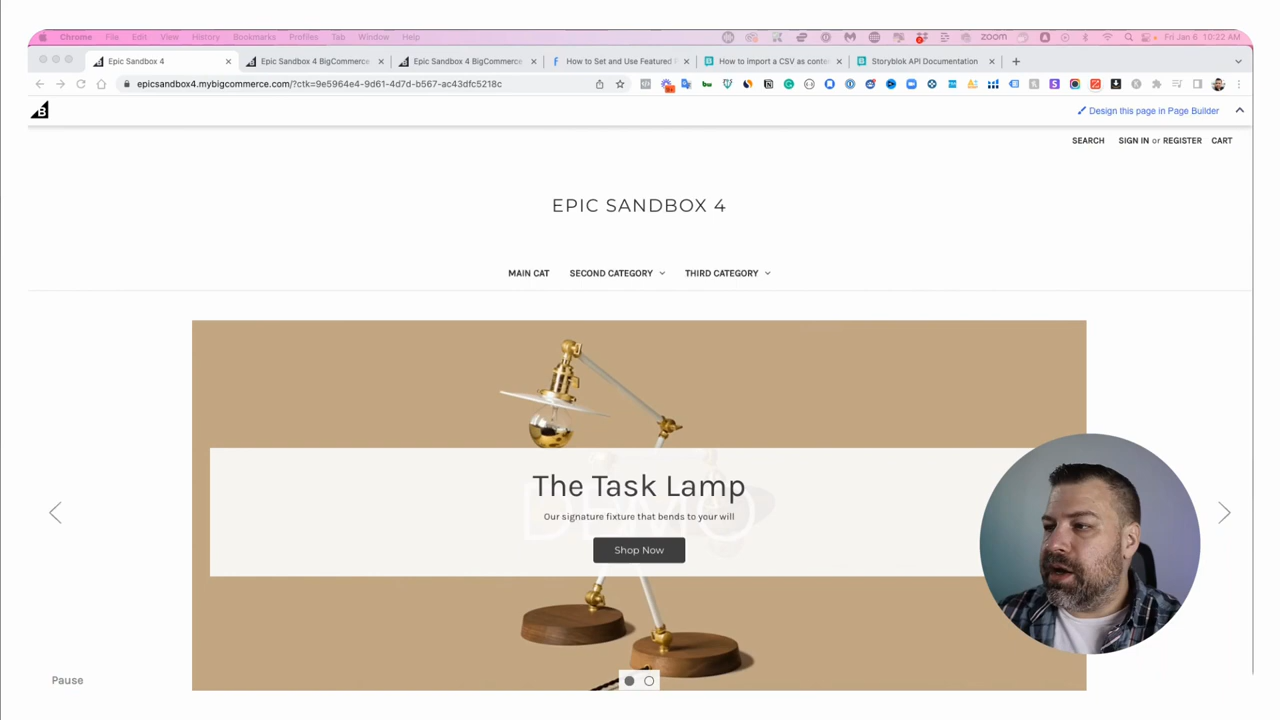 Chrome File Edit View History Bookmarks Profiles Tab Window Help zoom Fri Jan 6 10:22 AM
Epic Sandbox 4 Epic Sandbox 4 BigCommerce Epic Sandbox 4 BigCommerce How to Set and Use Featured How to import a CSV as conten Storyblok API Documentation
epicsandbox4.mybigcommerce.com/?ctk=9e5964e4-9d61-4d7d-b567-ac43dfc5218c
B Design this page in Page Builder
SEARCH SIGN IN or REGISTER CART
EPIC SANDBOX 4
MAIN CAT SECOND CATEGORY THIRD CATEGORY
The Task Lamp
DEMO
Our signature fixture that bends to your will
Shop Now
Pause